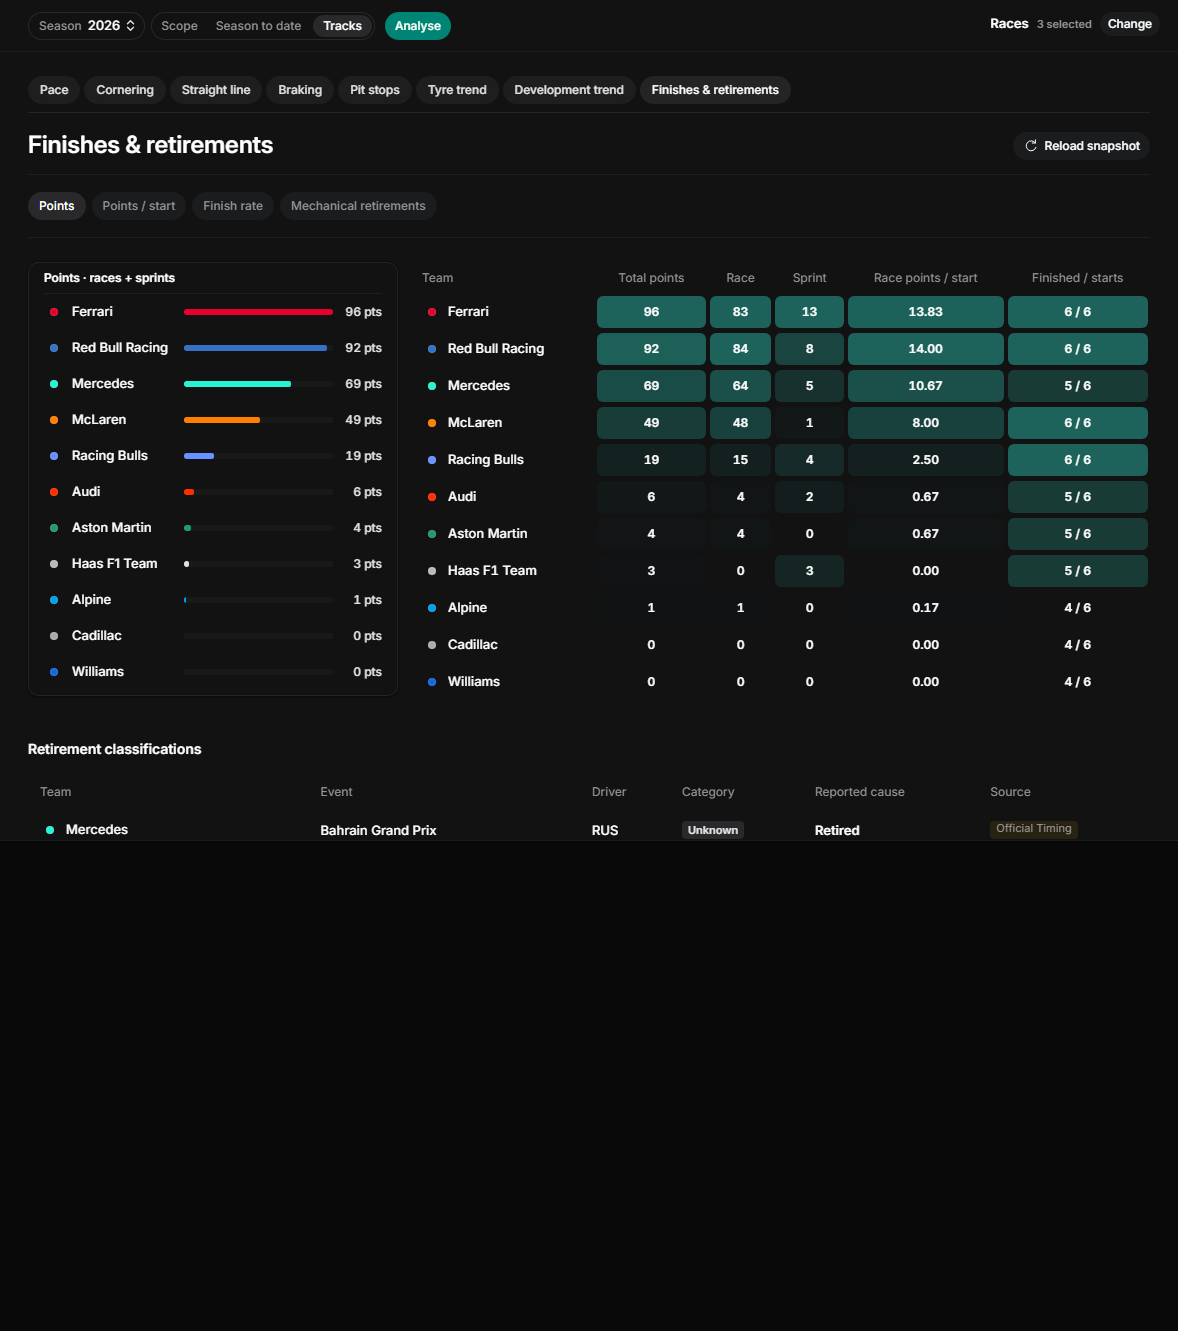 Season 2026 Scope Season to date Tracks Analyse Races 3 selected Change
Pace Cornering Straight line Braking Pit stops Tyre trend Development trend Finishes & retirements
Finishes & retirements
Reload snapshot
Points Points / start Finish rate Mechanical retirements
Points · races + sprints
Ferrari 96 pts
Red Bull Racing 92 pts
Mercedes 69 pts
McLaren 49 pts
Racing Bulls 19 pts
Audi 6 pts
Aston Martin 4 pts
Haas F1 Team 3 pts
Alpine 1 pts
Cadillac 0 pts
Williams 0 pts
Team Total points Race Sprint Race points / start Finished / starts
Ferrari 96 83 13 13.83 6 / 6
Red Bull Racing 92 84 8 14.00 6 / 6
Mercedes 69 64 5 10.67 5 / 6
McLaren 49 48 1 8.00 6 / 6
Racing Bulls 19 15 4 2.50 6 / 6
Audi 6 4 2 0.67 5 / 6
Aston Martin 4 4 0 0.67 5 / 6
Haas F1 Team 3 0 3 0.00 5 / 6
Alpine 1 1 0 0.17 4 / 6
Cadillac 0 0 0 0.00 4 / 6
Williams 0 0 0 0.00 4 / 6
Retirement classifications
Team Event Driver Category Reported cause Source
Mercedes Bahrain Grand Prix RUS Unknown Retired Official Timing